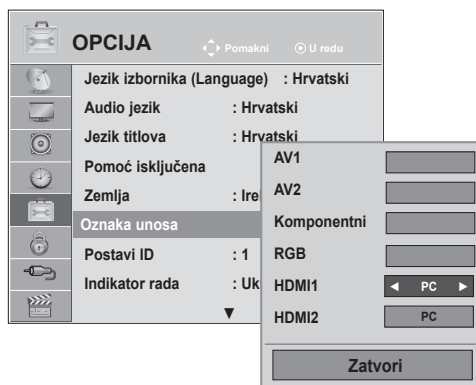 OPCIJA
Pomakni
U redu
Jezik izbornika (Language) : Hrvatski
Audio jezik : Hrvatski
Jezik titlova : Hrvatski
Pomoć isključena
Zemlja : Ire
Oznaka unosa
Postavi ID : 1
Indikator rada : Uk
▼
AV1
AV2
Komponentni
RGB
HDMI1 ◄ PC ►
HDMI2 PC
Zatvori